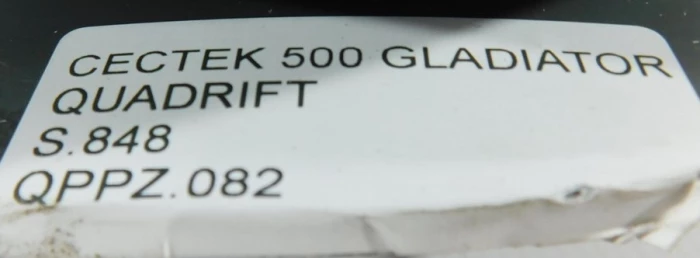 CECTEK 500 GLADIATOR
QUADRIFT
S.848
QPPZ.082